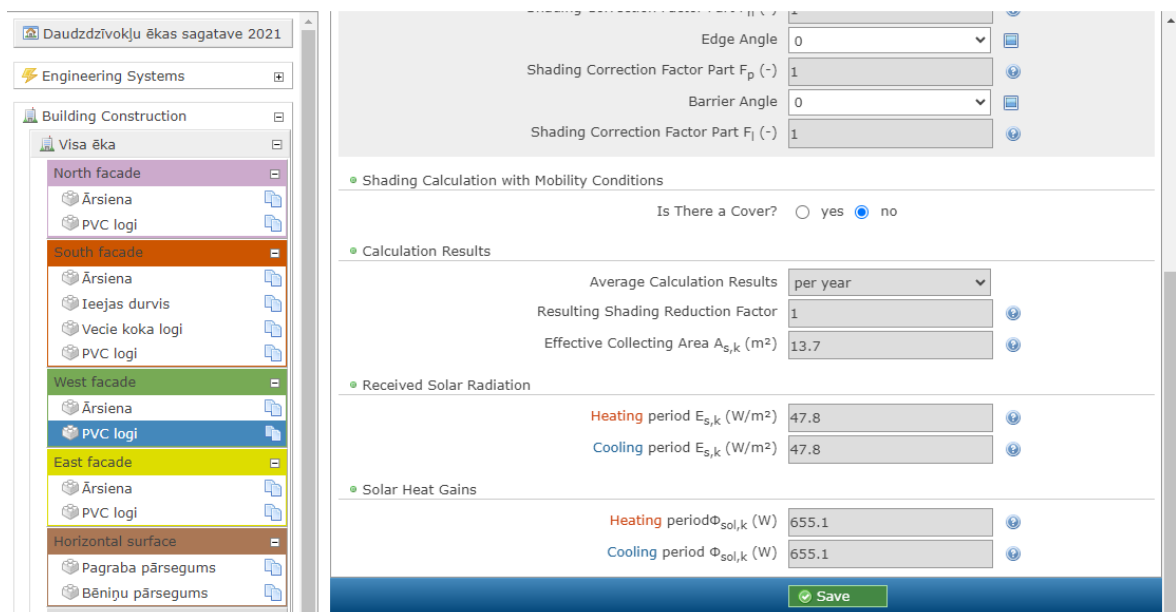 Daudzdzīvokļu ēkas sagatave 2021
Engineering Systems
Building Construction
Visa ēka
North facade
Ārsiena
PVC logi
South facade
Ārsiena
Ieejas durvis
Vecie koka logi
PVC logi
West facade
Ārsiena
PVC logi
East facade
Ārsiena
PVC logi
Horizontal surface
Pagraba pārsegums
Bēniņu pārsegums
Shading Correction Factor Part Fh (-) 1
Edge Angle 0
Shading Correction Factor Part Fp (-) 1
Barrier Angle 0
Shading Correction Factor Part Fl (-) 1
Shading Calculation with Mobility Conditions
Is There a Cover? yes no
Calculation Results
Average Calculation Results per year
Resulting Shading Reduction Factor 1
Effective Collecting Area As,k (m²) 13.7
Received Solar Radiation
Heating period Es,k (W/m²) 47.8
Cooling period Es,k (W/m²) 47.8
Solar Heat Gains
Heating periodΦsol,k (W) 655.1
Cooling period Φsol,k (W) 655.1
Save